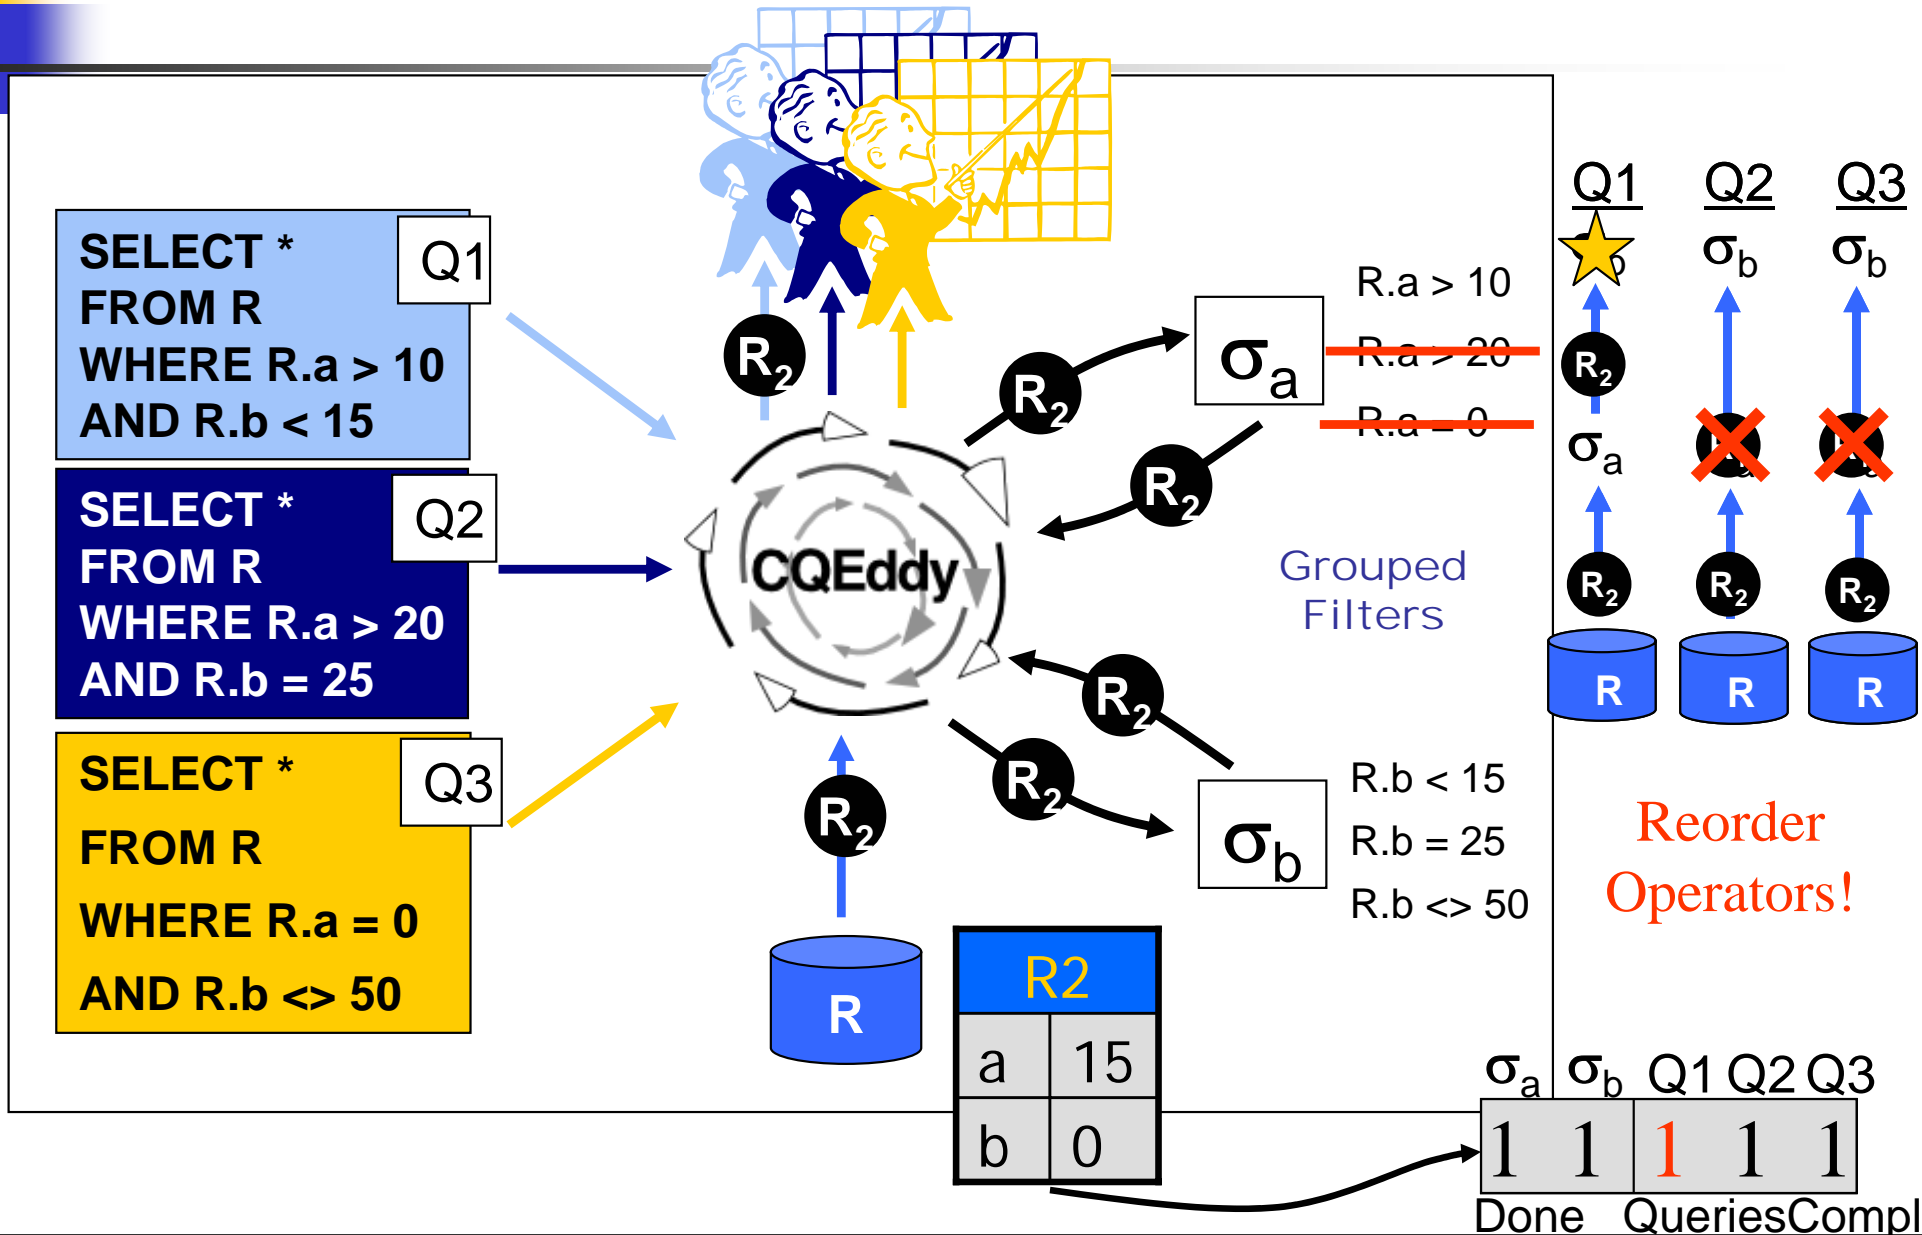 Q1
SELECT *
FROM R
WHERE R.a > 10
AND R.b < 15
Q2
SELECT *
FROM R
WHERE R.a > 20
AND R.b = 25
Q3
SELECT *
FROM R
WHERE R.a = 0
AND R.b <> 50
R2
R2
R2
CQEddy
R2
R2
R2
R
σa
R.a > 10
R.a > 20
R.a = 0
Grouped
Filters
σb
R.b < 15
R.b = 25
R.b <> 50
R2
a 15
b 0
Q1 Q2 Q3
σb σb
R2
σa
R2 R2 R2
R R R
Reorder
Operators!
σa σb Q1 Q2 Q3
1 1 1 1 1
Done QueriesCompl